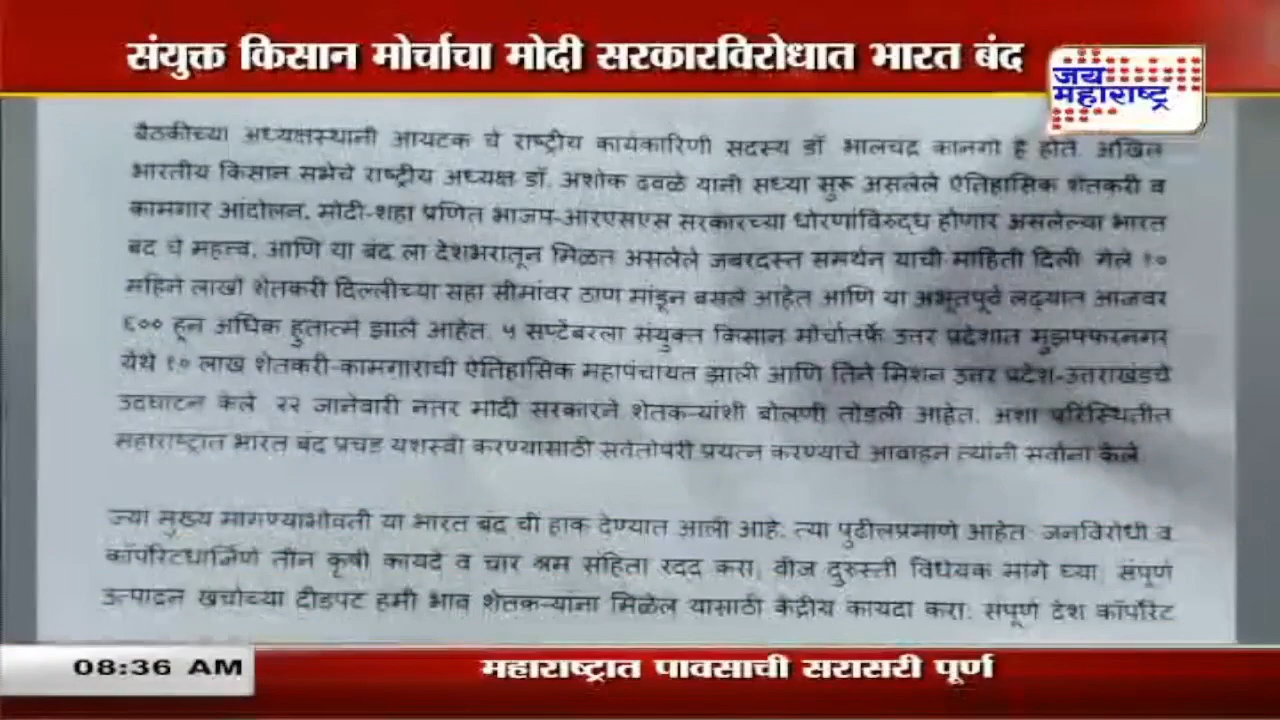 संयुक्त किसान मोर्चाचा मोदी सरकारविरोधात भारत बंद
जय
महाराष्ट्र
बैठकीच्या अध्यक्षस्थानी आयटक चे राष्ट्रीय कार्यकारिणी सदस्य डॉ. भालचंद्र कानगो हे होते. अखिल
भारतीय किसान सभेचे राष्ट्रीय अध्यक्ष डॉ. अशोक ढवळे यांनी सध्या सुरू असलेले ऐतिहासिक शेतकरी व
कामगार आंदोलन, मोदी-शहा प्रणित भाजप-आरएसएस सरकारच्या धोरणांविरुद्ध होणार असलेल्या भारत
बंद चे महत्त्व, आणि या बंद ला देशभरातून मिळत असलेले जबरदस्त समर्थन याची माहिती दिली. गेले १०
महिने लाखो शेतकरी दिल्लीच्या सहा सीमांवर ठाण मांडून बसले आहेत आणि या अभूतपूर्व लढ्यात आजवर
६०० हून अधिक हुतात्मे झाले आहेत. ५ सप्टेंबरला संयुक्त किसान मोर्चातर्फे उत्तर प्रदेशात मुझफ्फरनगर
येथे १० लाख शेतकरी-कामगारांची ऐतिहासिक महापंचायत झाली आणि तिने मिशन उत्तर प्रदेश-उत्तराखंडचे
उदघाटन केले. २२ जानेवारी नंतर मोदी सरकारने शेतकऱ्यांशी बोलणी तोडली आहेत. अशा परिस्थितीत
महाराष्ट्रात भारत बंद प्रचंड यशस्वी करण्यासाठी सर्वतोपरी प्रयत्न करण्याचे आवाहन त्यांनी सर्वांना केले.
ज्या मुख्य मागण्यांभोवती या भारत बंद ची हाक देण्यात आली आहे, त्या पुढीलप्रमाणे आहेत: जनविरोधी व
कॉर्पोरेटधार्जिणे तीन कृषी कायदे व चार श्रम संहिता रदद करा; वीज दुरुस्ती विधेयक मागे घ्या; संपूर्ण
उत्पादन खर्चाच्या दीडपट हमी भाव शेतकऱ्यांना मिळेल यासाठी केंद्रीय कायदा करा; संपूर्ण देश कॉर्पोरेट
08:36 AM
महाराष्ट्रात पावसाची सरासरी पूर्ण